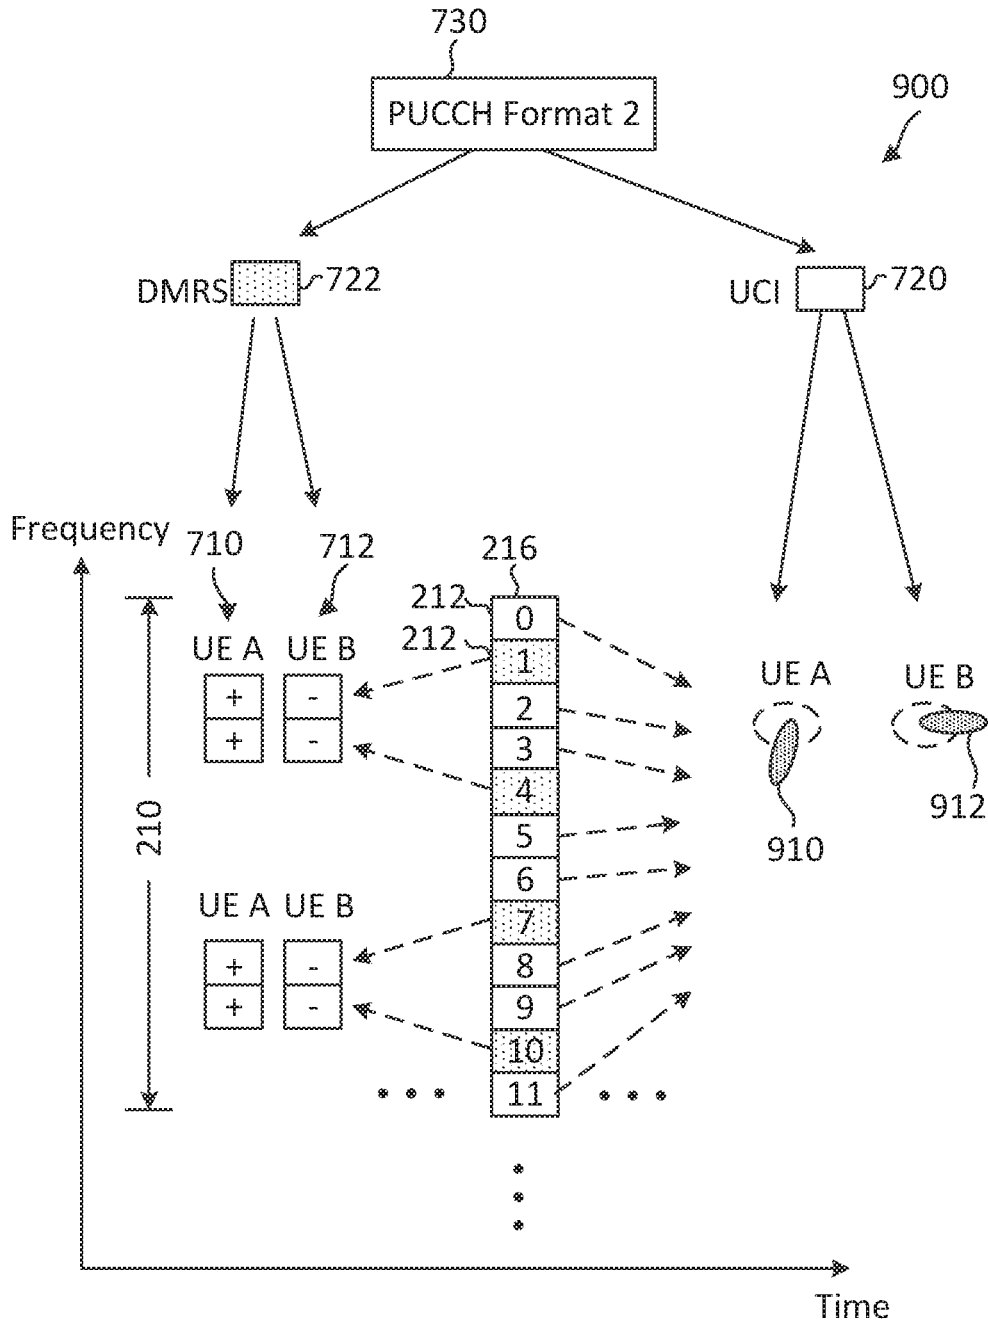 730
PUCCH Format 2
900
DMRS
722
UCI
720
Frequency
710
712
216
212
212
UE A
UE B
UE A
UE B
+
-
+
-
0
1
2
3
4
5
6
7
8
9
10
11
210
910
912
UE A
UE B
+
-
+
-
Time